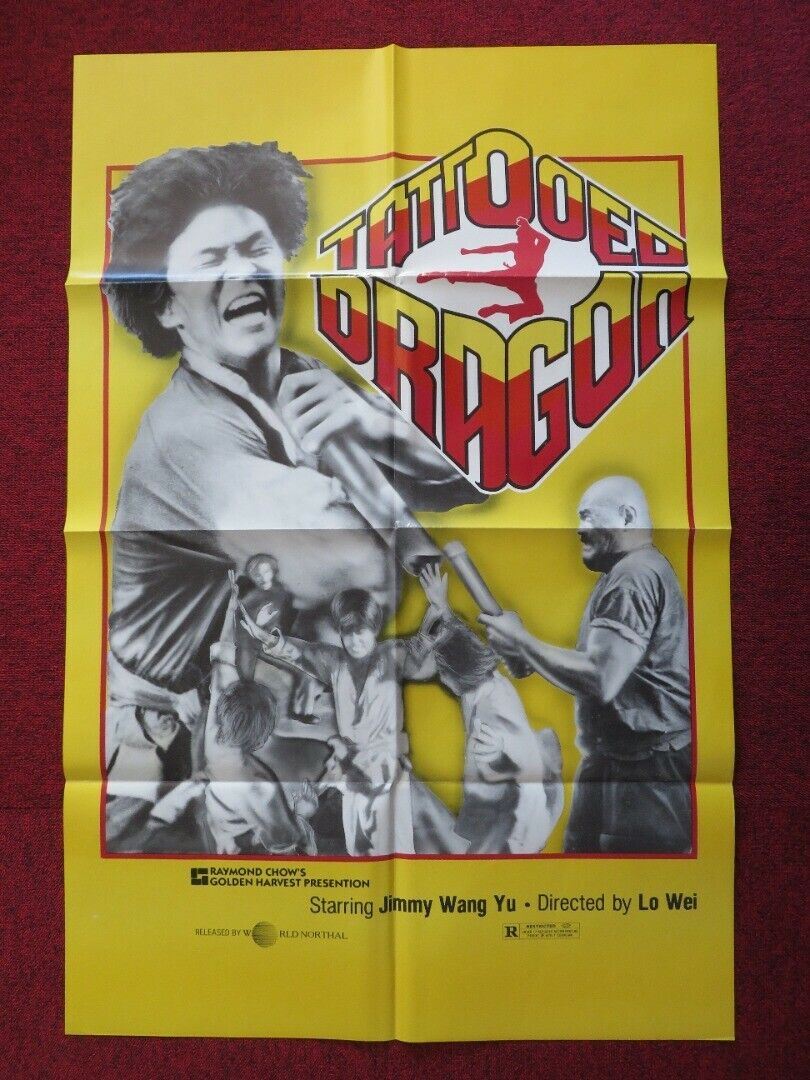 TATTOOED
DRAGON
RAYMOND CHOW'S
GOLDEN HARVEST PRESENTION
Starring Jimmy Wang Yu • Directed by Lo Wei
RELEASED BY WORLD NORTHAL
R RESTRICTED